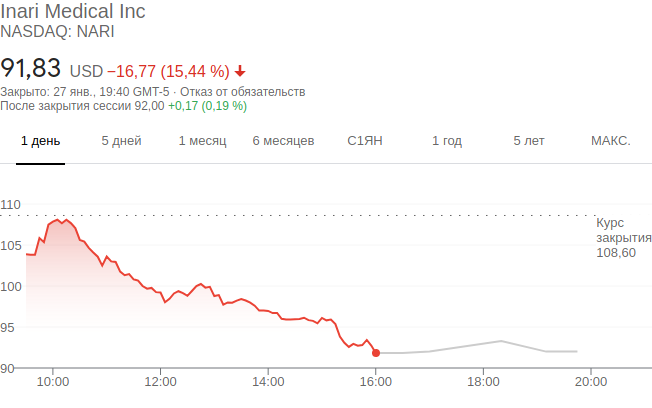 Inari Medical Inc
NASDAQ: NARI
91,83 USD −16,77 (15,44 %)
Закрыто: 27 янв., 19:40 GMT-5 · Отказ от обязательств
После закрытия сессии 92,00 +0,17 (0,19 %)
1 день 5 дней 1 месяц 6 месяцев С1ЯН 1 год 5 лет МАКС.
110
Курс
закрытия
108,60
105
100
95
90
10:00 12:00 14:00 16:00 18:00 20:00